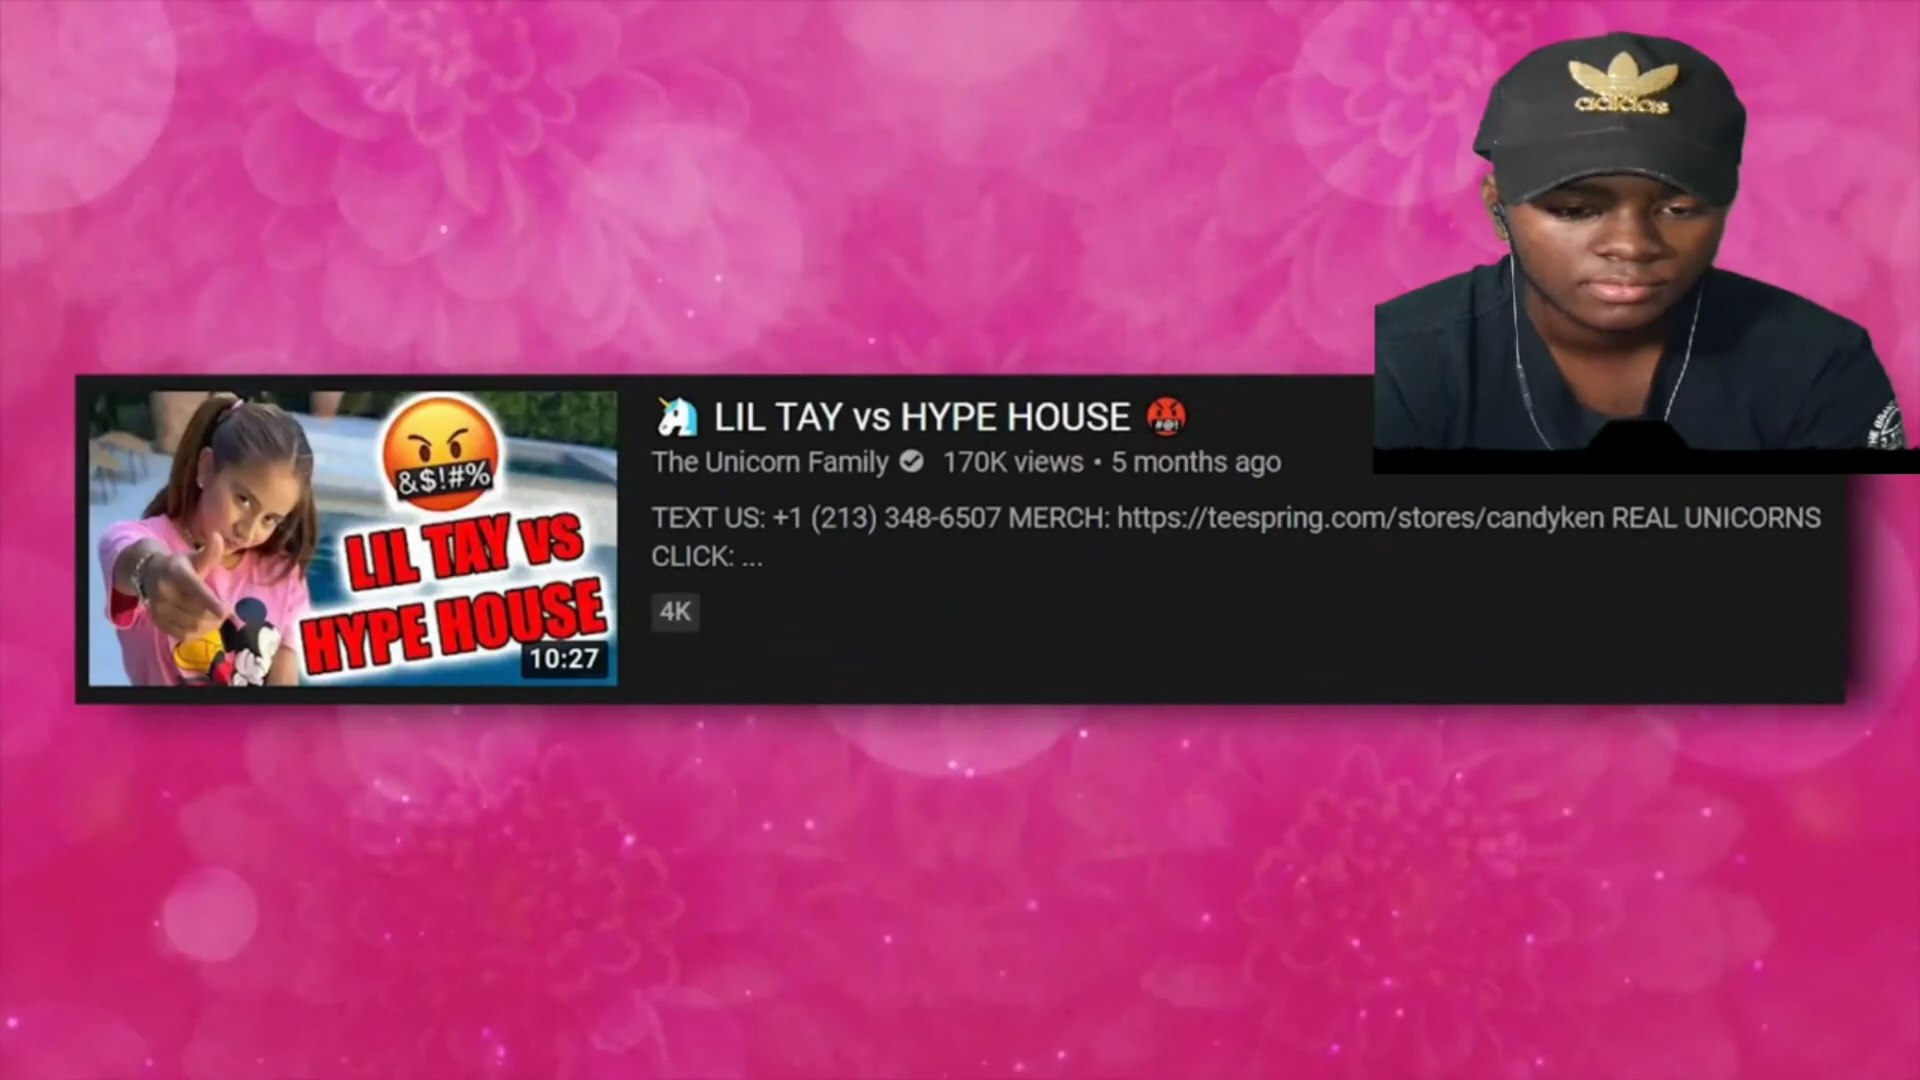 adidas
🦄 LIL TAY vs HYPE HOUSE 🤬
The Unicorn Family 170K views • 5 months ago
TEXT US: +1 (213) 348-6507 MERCH: https://teespring.com/stores/candyken REAL UNICORNS
CLICK: ...
4K
&$!#%
LIL TAY vs
HYPE HOUSE
10:27